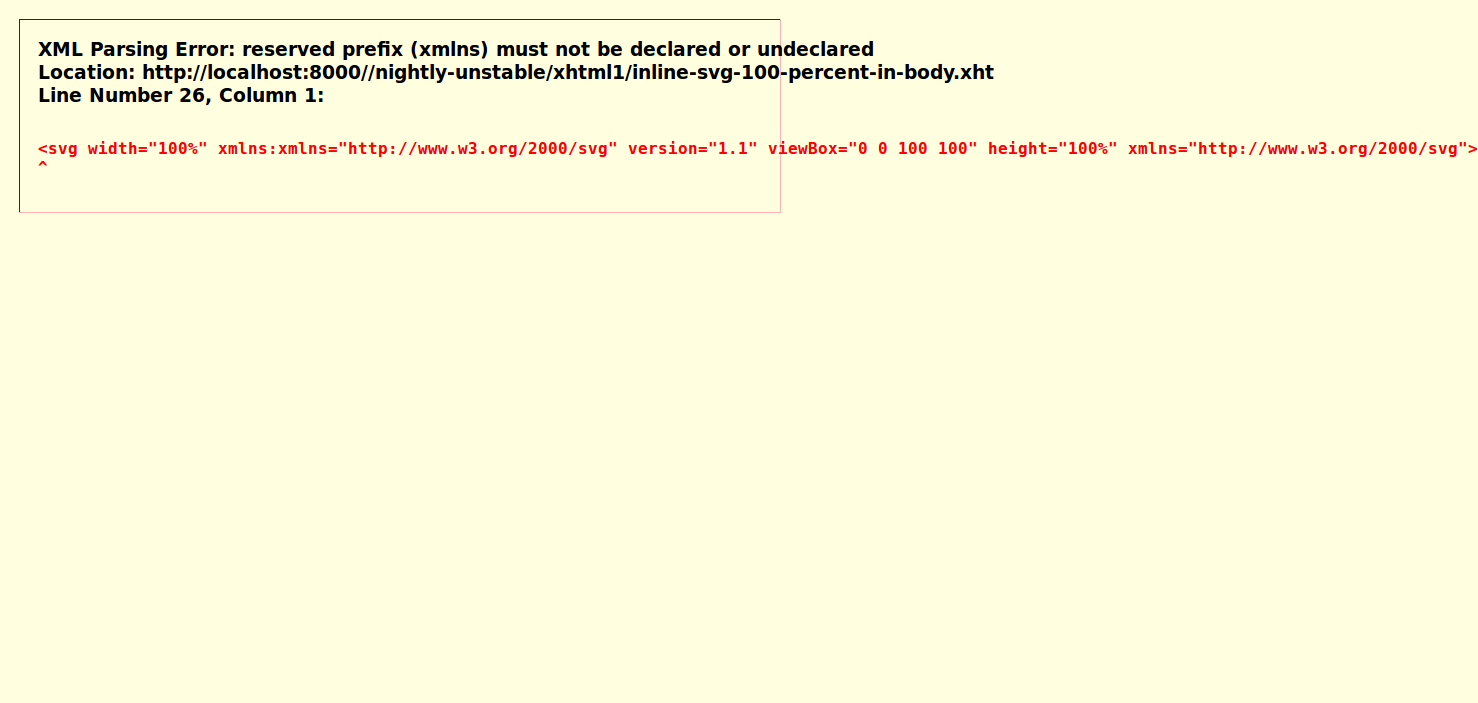 XML Parsing Error: reserved prefix (xmlns) must not be declared or undeclared
Location: http://localhost:8000//nightly-unstable/xhtml1/inline-svg-100-percent-in-body.xht
Line Number 26, Column 1:
<svg width="100%" xmlns:xmlns="http://www.w3.org/2000/svg" version="1.1" viewBox="0 0 100 100" height="100%" xmlns="http://www.w3.org/2000/svg">
^